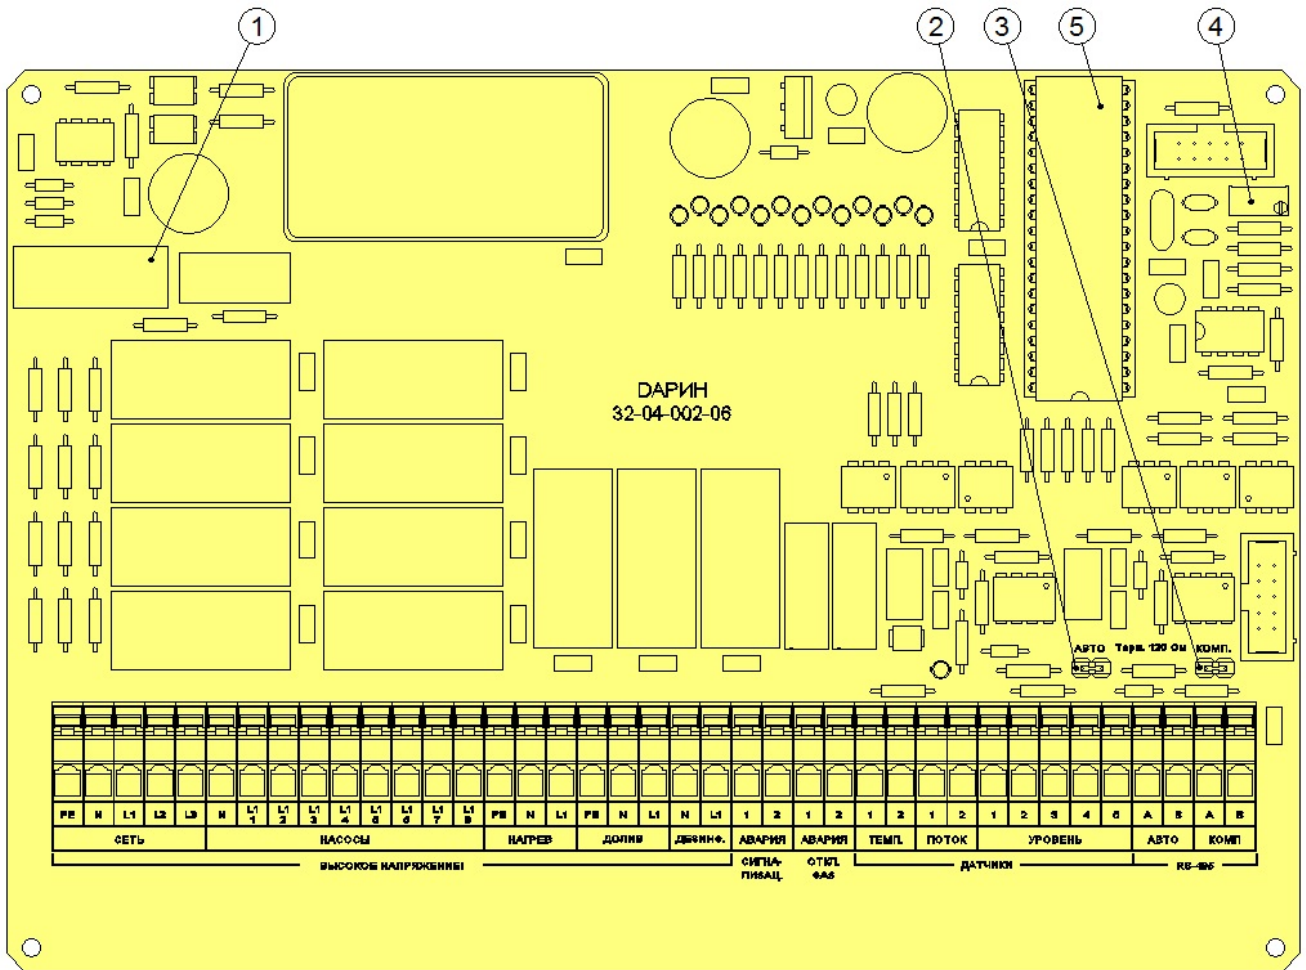 1 2 3 5 4
DАРИН
32-04-002-06
АВТО Терм. 120 Ом КОМП.
PE N L1 L2 L3 N L1 1 L1 2 L1 3 L1 4 L1 5 L1 6 L1 7 L1 8 PE N L1 PE N L1 N L1 1 2 1 2 1 2 1 2 1 2 3 4 5 A B A B
СЕТЬ НАСОСЫ НАГРЕВ ДОЛИВ ДЕЗИНФ. АВАРИЯ АВАРИЯ ТЕМП. ПОТОК УРОВЕНЬ АВТО КОМП
ВЫСОКОЕ НАПРЯЖЕНИЕ! СИГНА- ОТКЛ. ДАТЧИКИ RS-485
ЛИЗАЦ. GAS